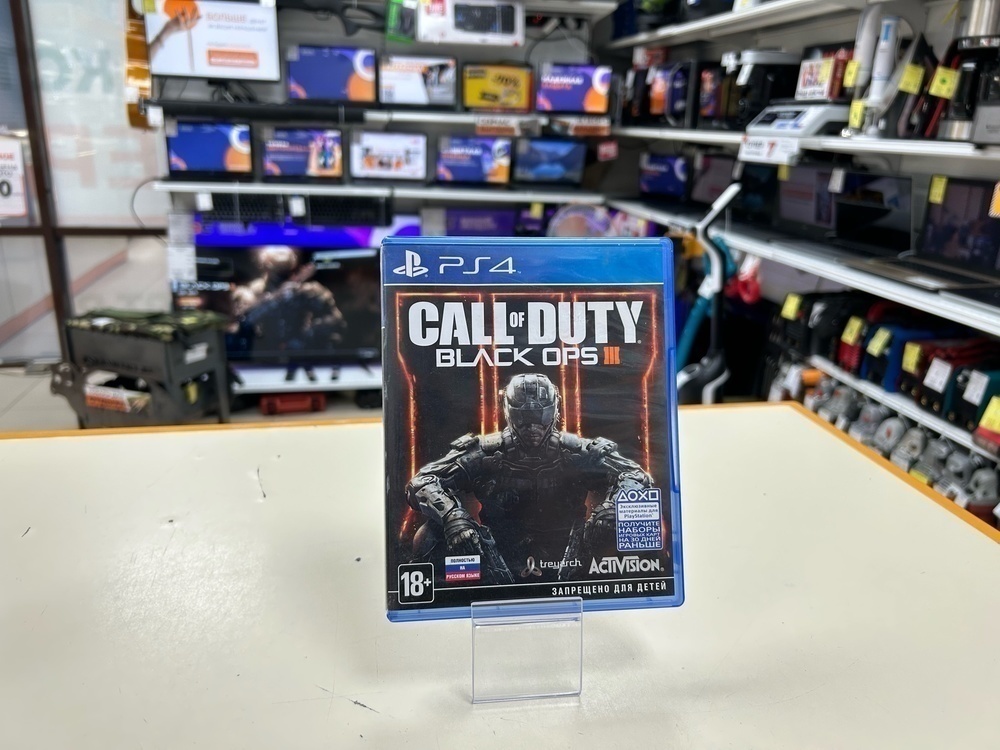 PS4
CALL OF DUTY
BLACK OPS III
Эксклюзивные
материалы для
PlayStation
ПОЛУЧИТЕ
НАБОРЫ
ИГРОВЫХ КАРТ
НА 30 ДНЕЙ
РАНЬШЕ
ПОЛНОСТЬЮ
НА
РУССКОМ ЯЗЫКЕ
treyarch
ACTIVISION
18+
ЗАПРЕЩЕНО ДЛЯ ДЕТЕЙ